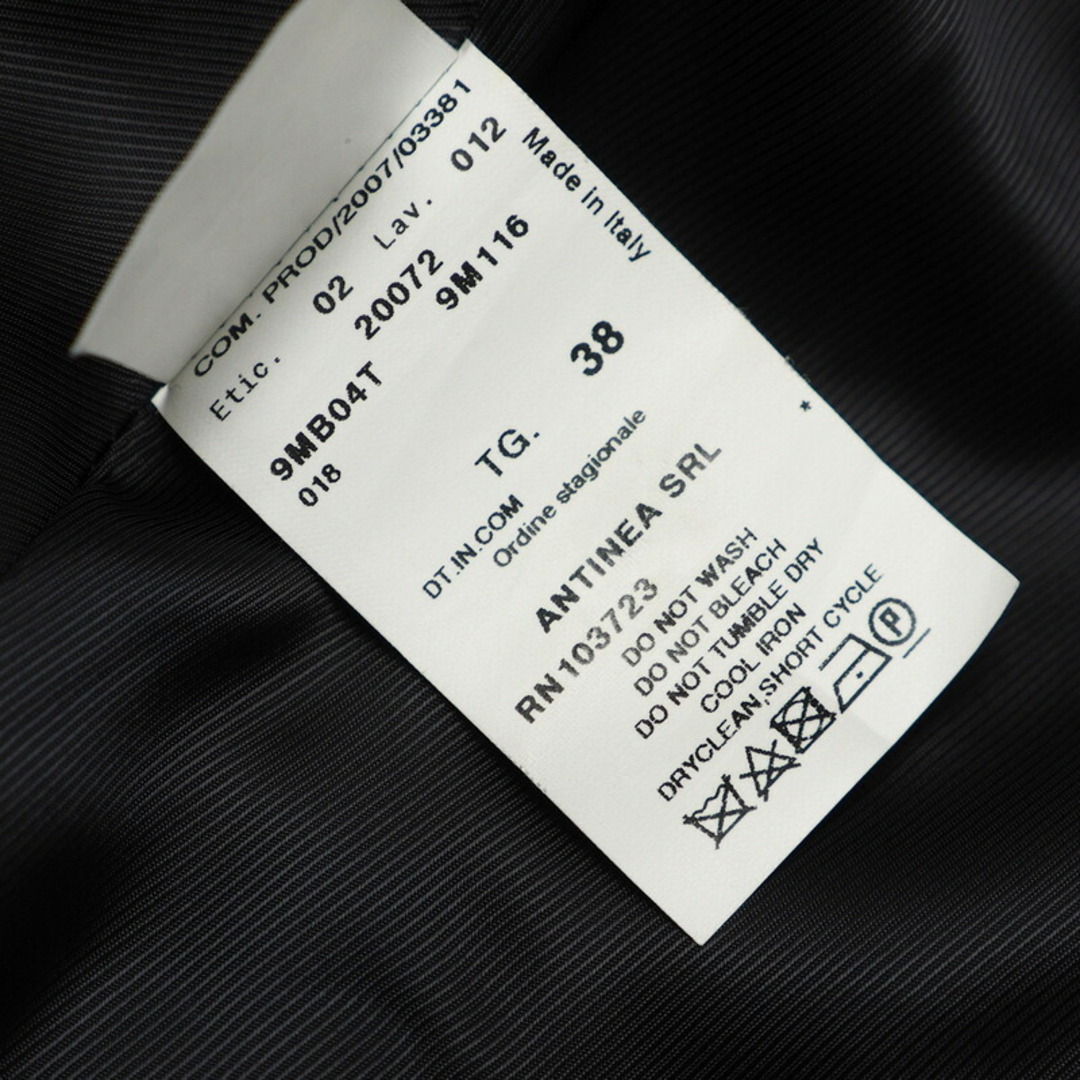 COM. PROD/2007/03381
Etic. 02 Lav. 012
20072
9MB04T 9M116
018
TG. 38
DT.IN.COM
Ordine stagionale
ANTINEA SRL
RN103723
DO NOT WASH
DO NOT BLEACH
DO NOT TUMBLE DRY
COOL IRON
DRYCLEAN,SHORT CYCLE
P
Made in Italy
*